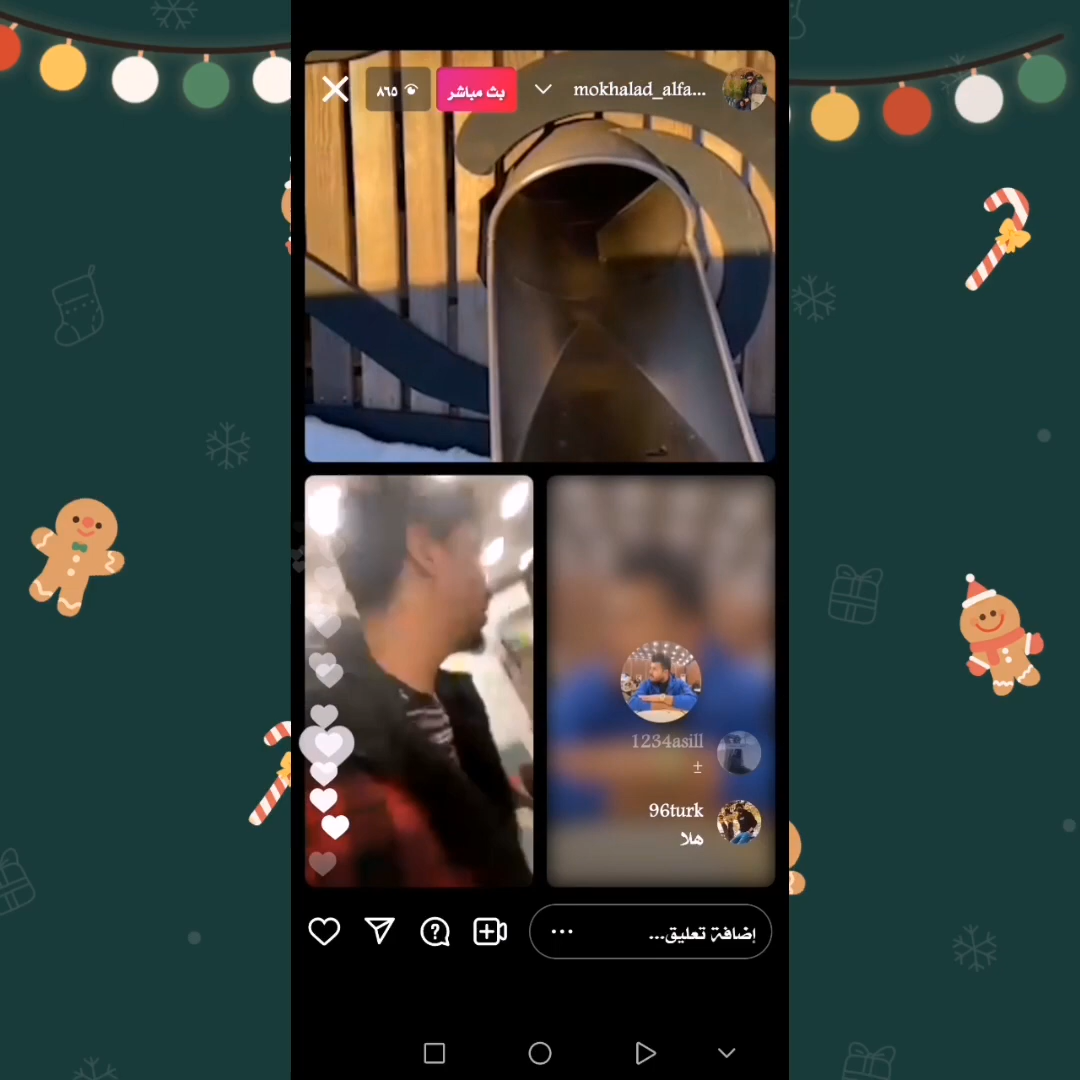 mokhalad_alfa...
بث مباشر
٨٦٥
1234asill
±
96turk
هلا
إضافة تعليق...